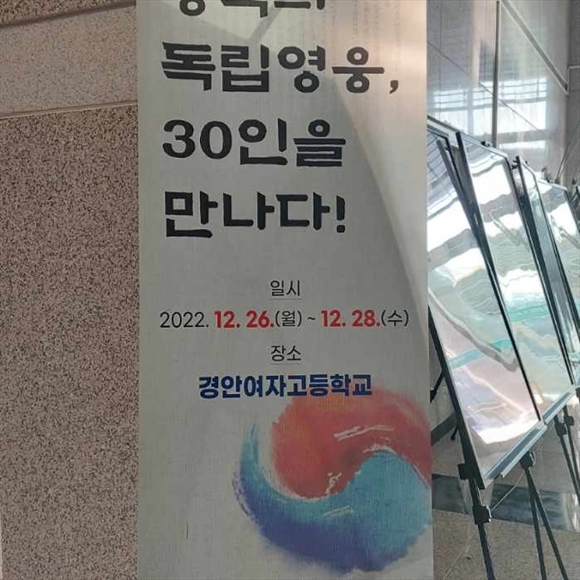 독립영웅,
30인을
만나다!
일시
2022. 12. 26.(월) ~ 12. 28.(수)
장소
경안여자고등학교